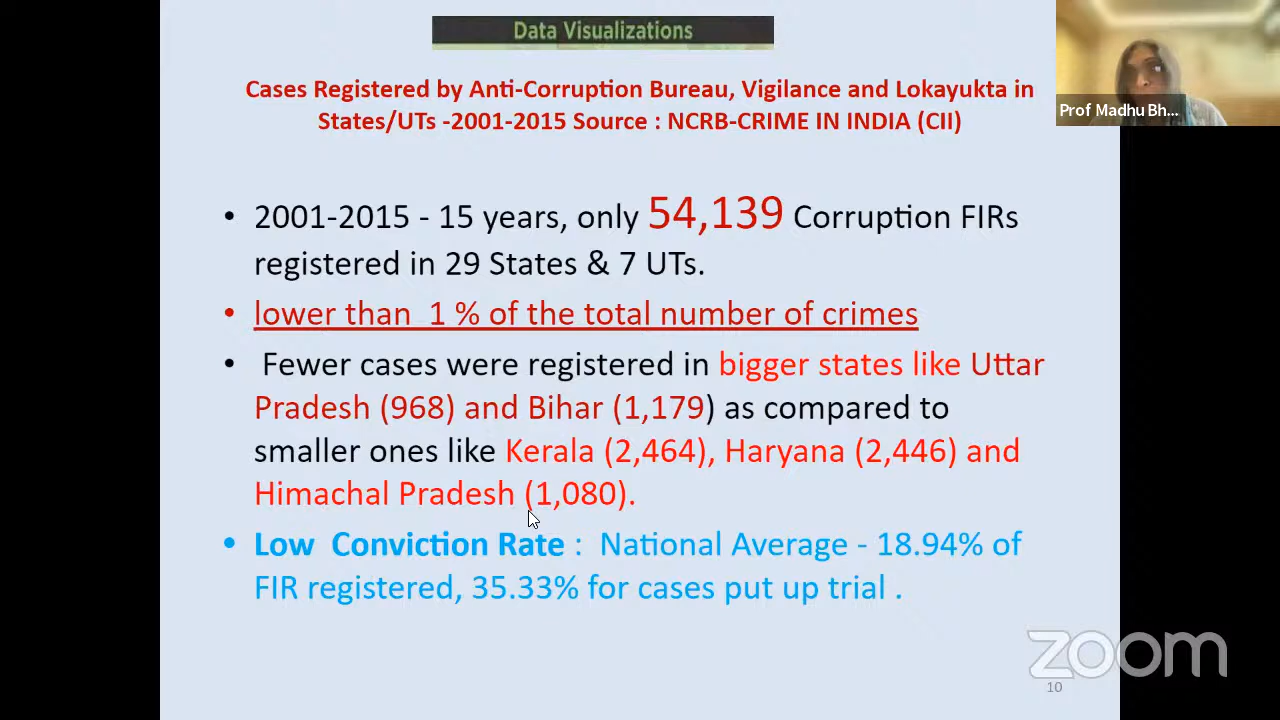 Data Visualizations
Cases Registered by Anti-Corruption Bureau, Vigilance and Lokayukta in
States/UTs -2001-2015 Source : NCRB-CRIME IN INDIA (CII)
Prof Madhu Bh...
• 2001-2015 - 15 years, only 54,139 Corruption FIRs
registered in 29 States & 7 UTs.
• lower than 1 % of the total number of crimes
• Fewer cases were registered in bigger states like Uttar
Pradesh (968) and Bihar (1,179) as compared to
smaller ones like Kerala (2,464), Haryana (2,446) and
Himachal Pradesh (1,080).
• Low Conviction Rate : National Average - 18.94% of
FIR registered, 35.33% for cases put up trial .
zoom
10